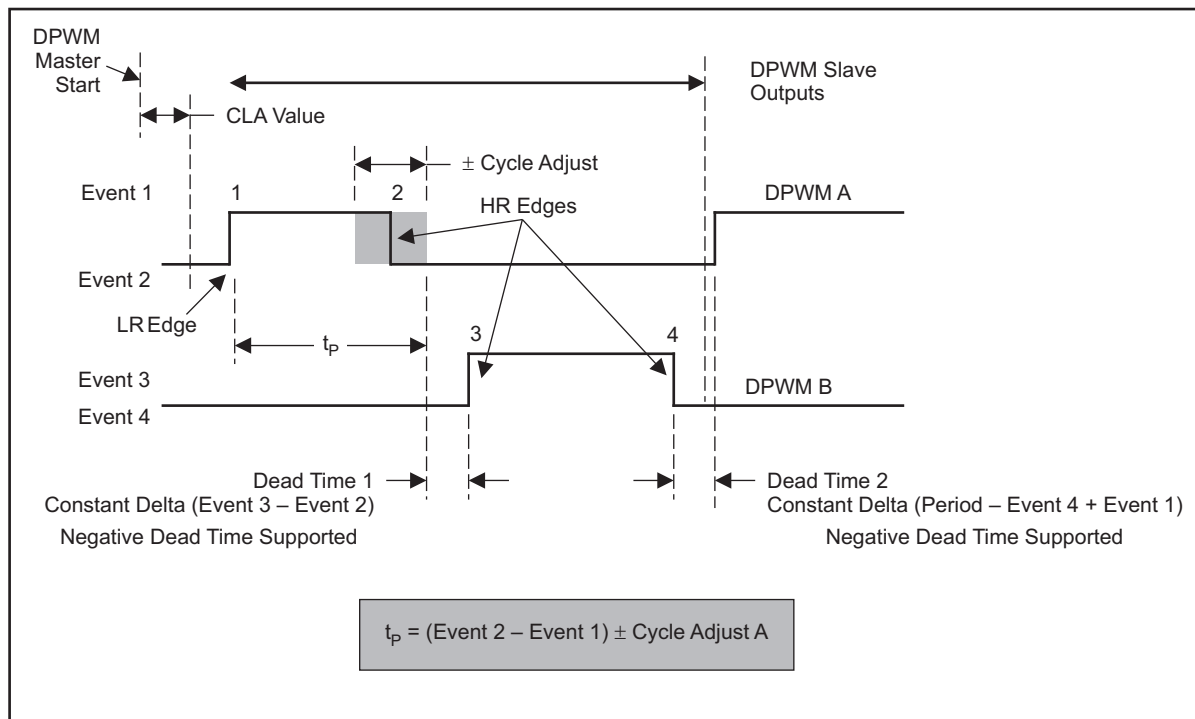 DPWM
Master
Start
DPWM Slave
Outputs
CLA Value
± Cycle Adjust
Event 1
1
2
HR Edges
DPWM A
Event 2
LR Edge
tP
3
4
Event 3
DPWM B
Event 4
Dead Time 1
Constant Delta (Event 3 – Event 2)
Negative Dead Time Supported
Dead Time 2
Constant Delta (Period – Event 4 + Event 1)
Negative Dead Time Supported
tP = (Event 2 – Event 1) ± Cycle Adjust A